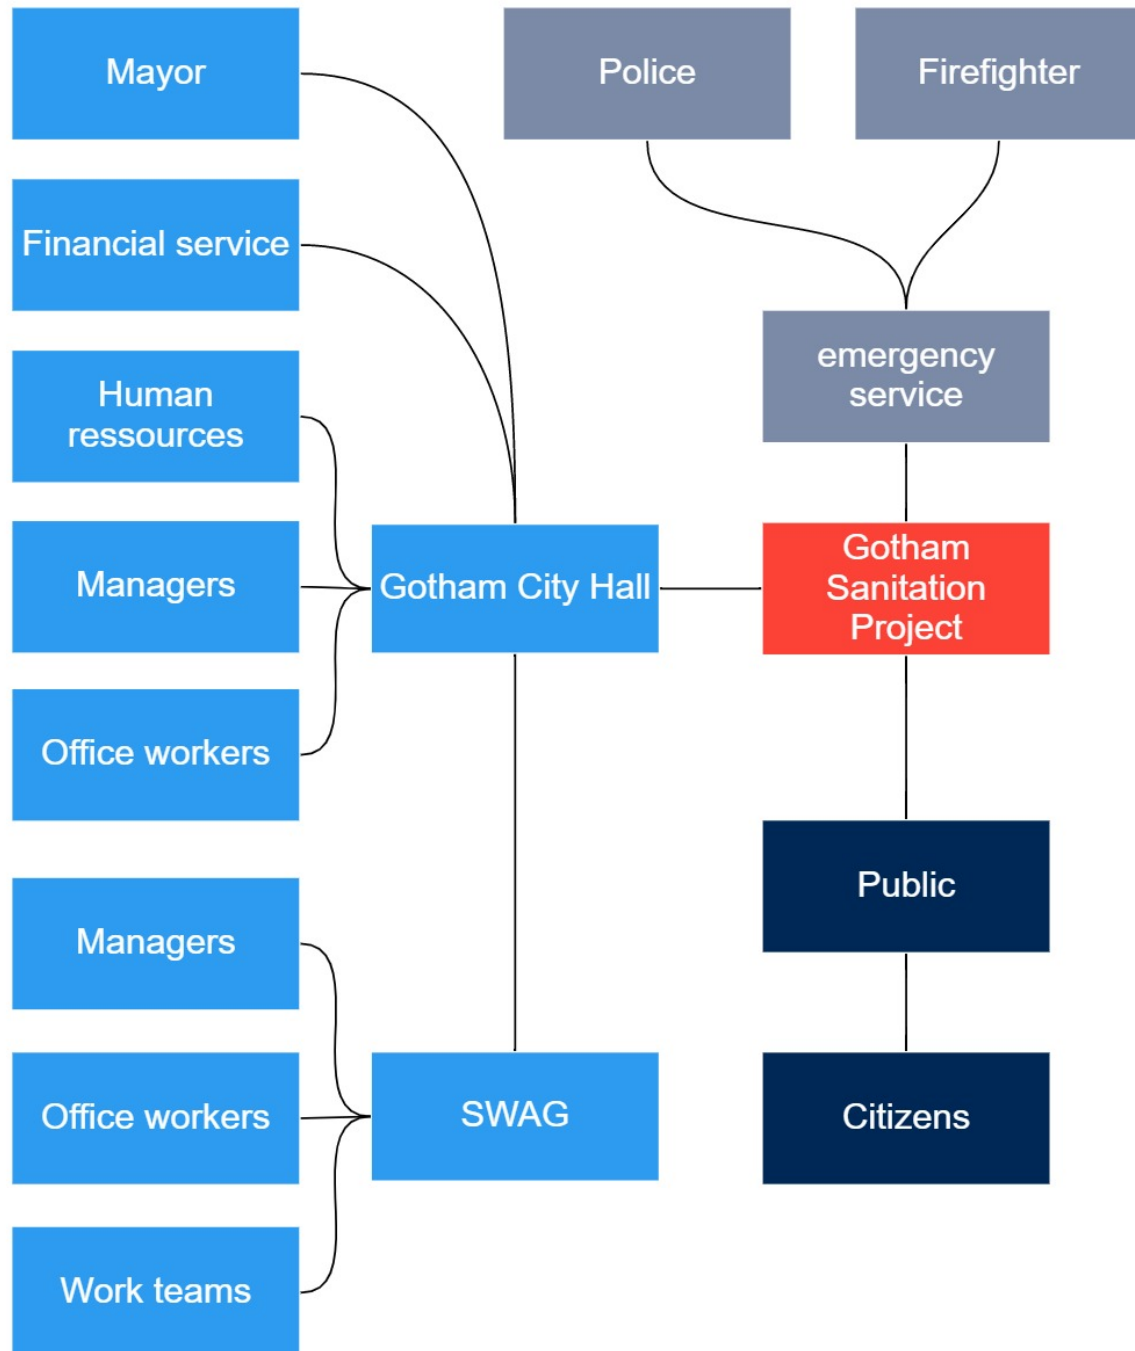 Mayor
Police
Firefighter
Financial service
emergency
service
Human
ressources
Managers
Gotham City Hall
Gotham
Sanitation
Project
Office workers
Managers
Public
Office workers
SWAG
Citizens
Work teams